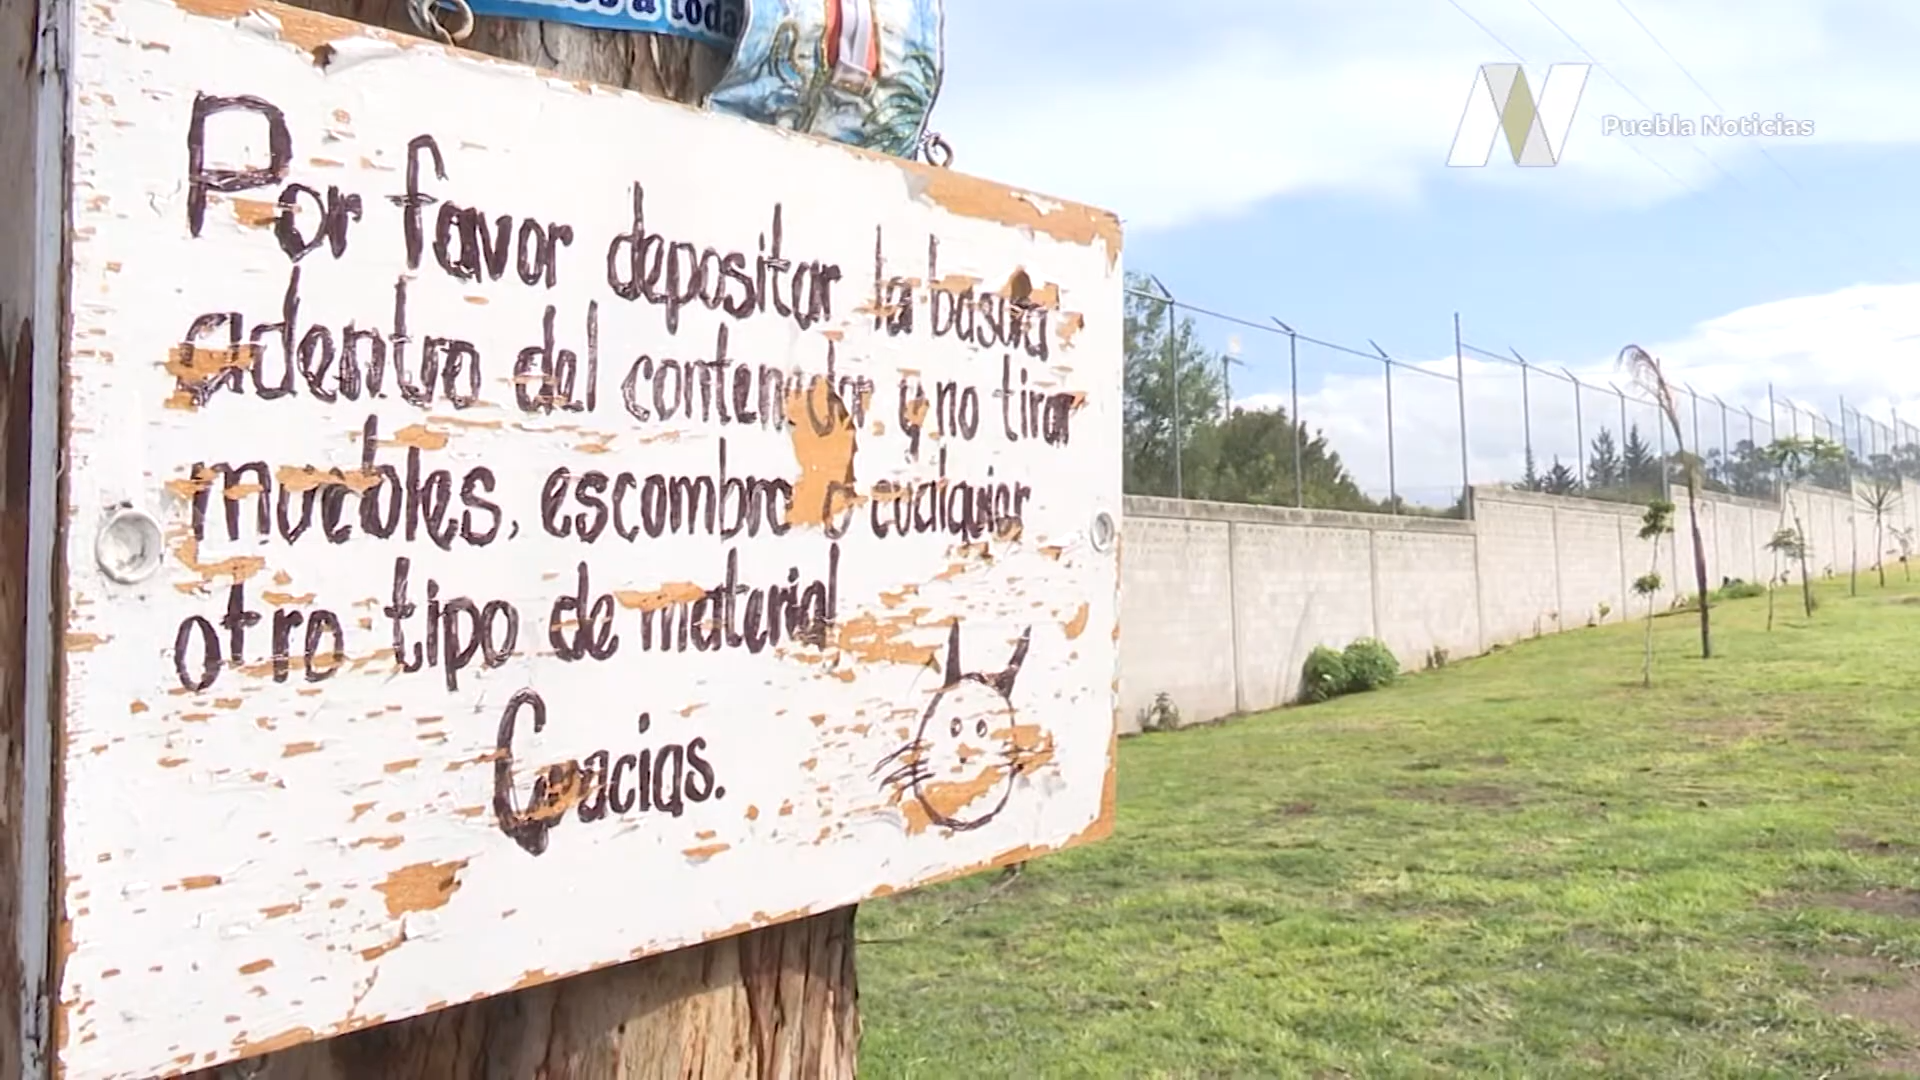 a toda
Puebla Noticias
Por favor depositar la basura
adentro del contenedor y no tirar
muebles, escombro o cualquier
otro tipo de material
Gracias.